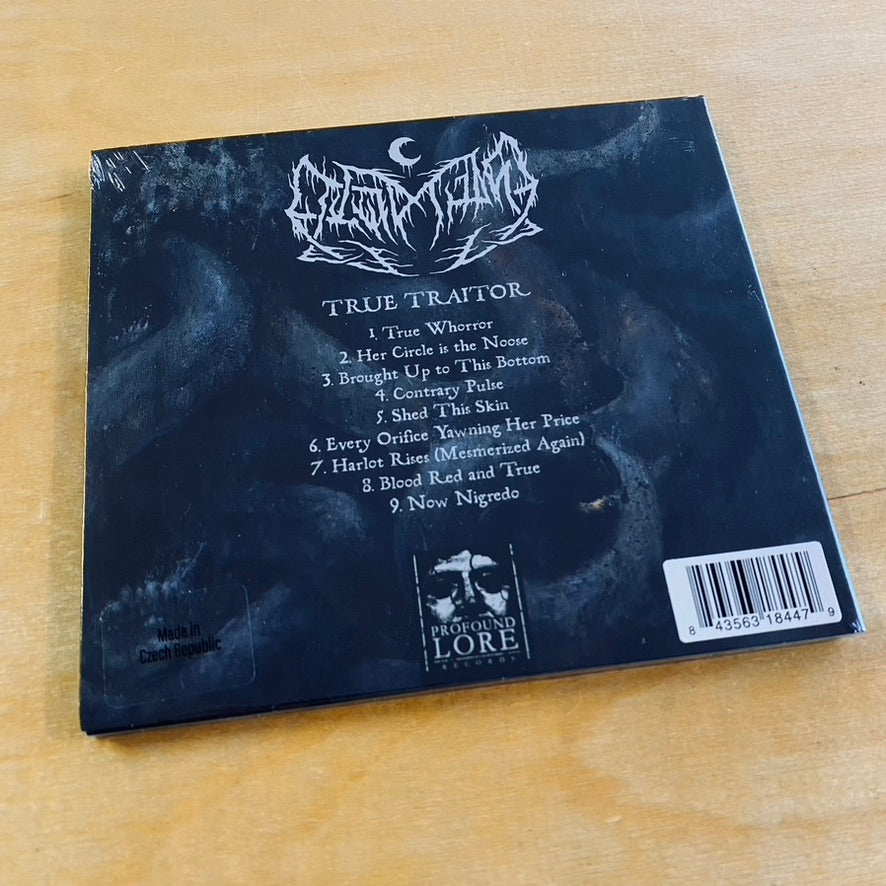 TRUE TRAITOR
1. True Whorror
2. Her Circle is the Noose
3. Brought Up to This Bottom
4. Contrary Pulse
5. Shed This Skin
6. Every Orifice Yawning Her Price
7. Harlot Rises (Mesmerized Again)
8. Blood Red and True
9. Now Nigredo
Made in
Czech Republic
PROFOUND
LORE
RECORDS
8 43563 18447 9